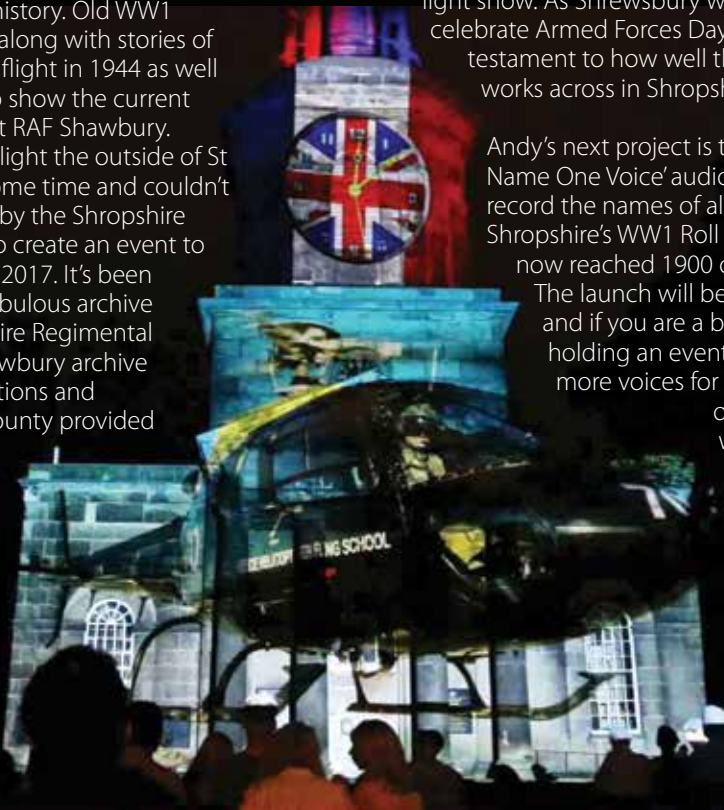 history. Old WW1
along with stories of
flight in 1944 as well
show the current
t RAF Shawbury.
light the outside of St
ome time and couldn't
by the Shropshire
o create an event to
2017. It's been
bulous archive
ire Regimental
wbury archive
tions and
ounty provided
light show. As Shrewsbury w
celebrate Armed Forces Day
testament to how well th
works across in Shropsh
Andy's next project is t
Name One Voice' audio
record the names of al
Shropshire's WW1 Roll
now reached 1900 o
The launch will be
and if you are a b
holding an event
more voices for
NG SCHOOL